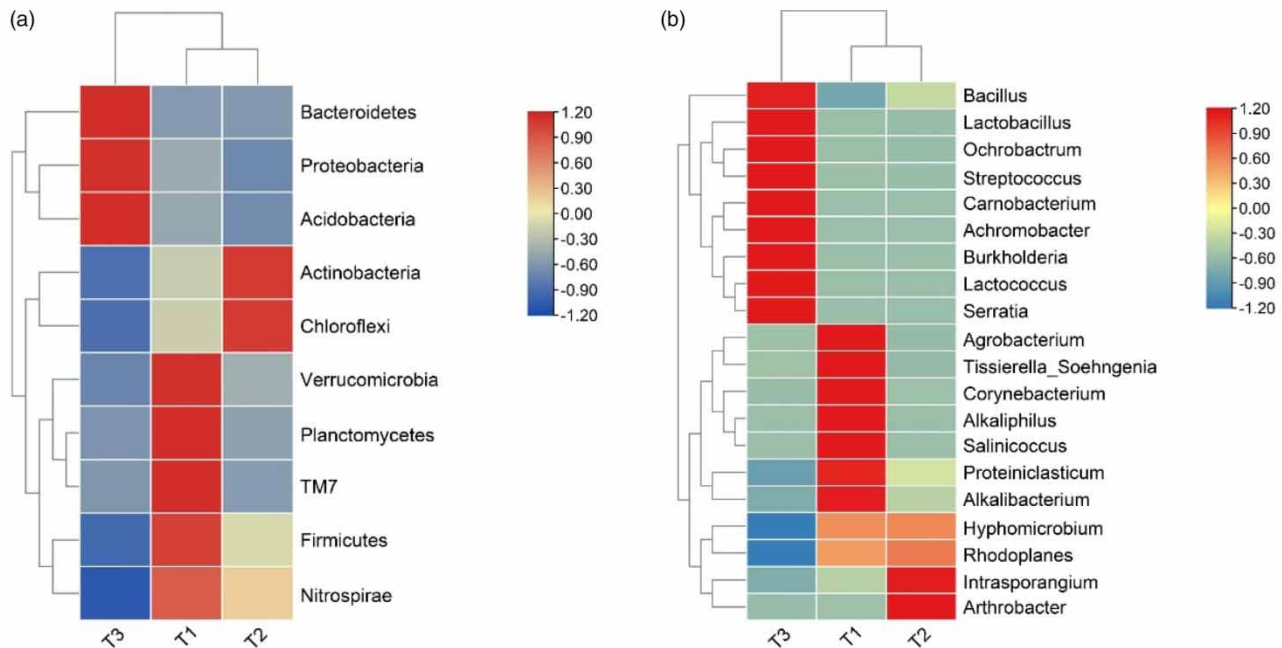 (a)
Bacteroidetes
Proteobacteria
Acidobacteria
Actinobacteria
Chloroflexi
Verrucomicrobia
Planctomycetes
TM7
Firmicutes
Nitrospirae
T3 T1 T2
1.20
0.90
0.60
0.30
0.00
-0.30
-0.60
-0.90
-1.20
(b)
Bacillus
Lactobacillus
Ochrobactrum
Streptococcus
Carnobacterium
Achromobacter
Burkholderia
Lactococcus
Serratia
Agrobacterium
Tissierella_Soehngenia
Corynebacterium
Alkaliphilus
Salinicoccus
Proteiniclasticum
Alkalibacterium
Hyphomicrobium
Rhodoplanes
Intrasporangium
Arthrobacter
T3 T1 T2
1.20
0.90
0.60
0.30
0.00
-0.30
-0.60
-0.90
-1.20